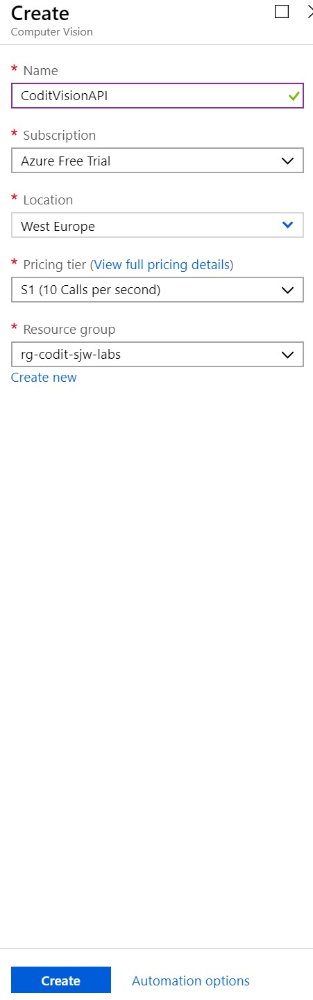 Create
Computer Vision
* Name
CoditVisionAPI
* Subscription
Azure Free Trial
* Location
West Europe
* Pricing tier (View full pricing details)
S1 (10 Calls per second)
* Resource group
rg-codit-sjw-labs
Create new
Create Automation options